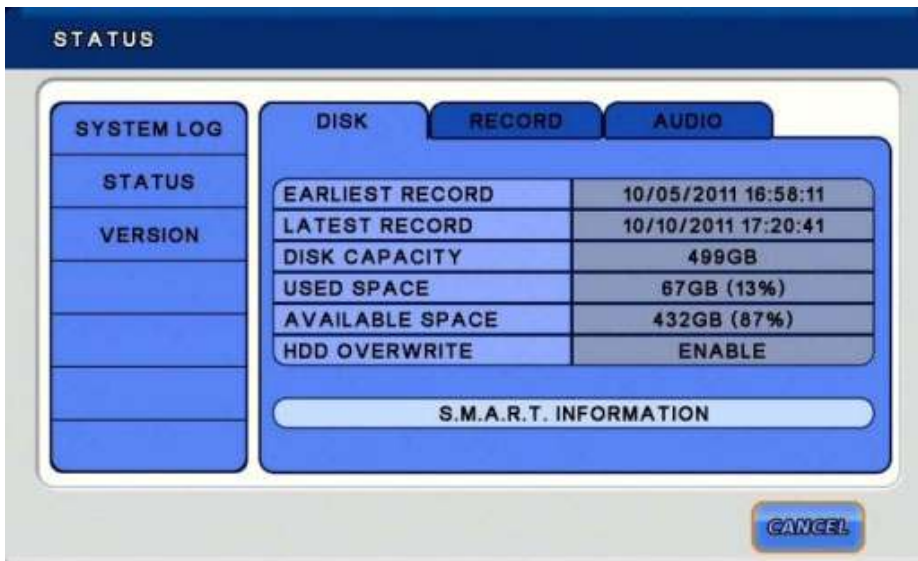 STATUS
SYSTEM LOG
STATUS
VERSION
DISK RECORD AUDIO
EARLIEST RECORD 10/05/2011 16:58:11
LATEST RECORD 10/10/2011 17:20:41
DISK CAPACITY 499GB
USED SPACE 67GB (13%)
AVAILABLE SPACE 432GB (87%)
HDD OVERWRITE ENABLE
S.M.A.R.T. INFORMATION
CANCEL